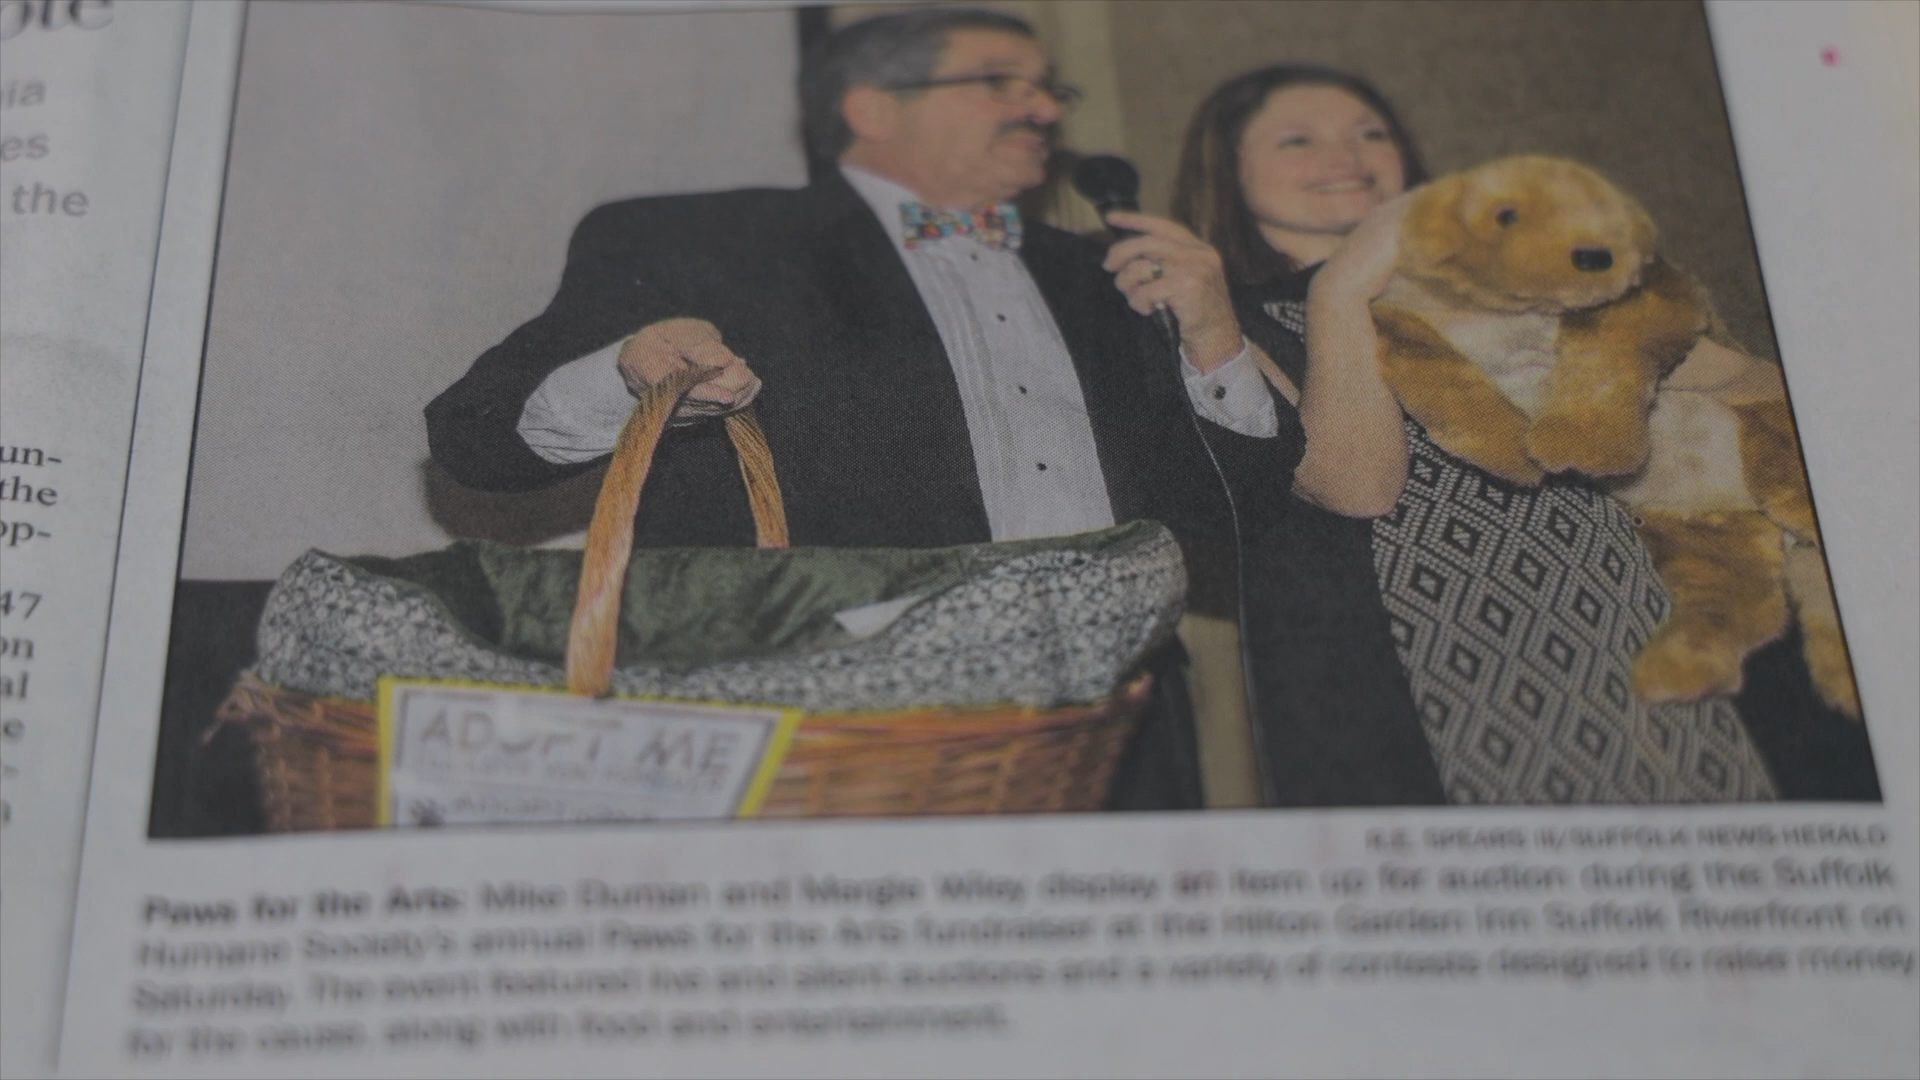 ple
ia
es
the
un-
the
op-
47
on
al
e
ADOPT ME
ADOPT
R.E. SPEARS III/SUFFOLK NEWS-HERALD
Paws for the Arts: Mike Duman and Margie Wiley display an item up for auction during the Suffolk
Humane Society's annual Paws for the Arts fundraiser at the Hilton Garden Inn Suffolk Riverfront on
Saturday. The event featured live and silent auctions and a variety of contests designed to raise money
for the cause, along with food and entertainment.